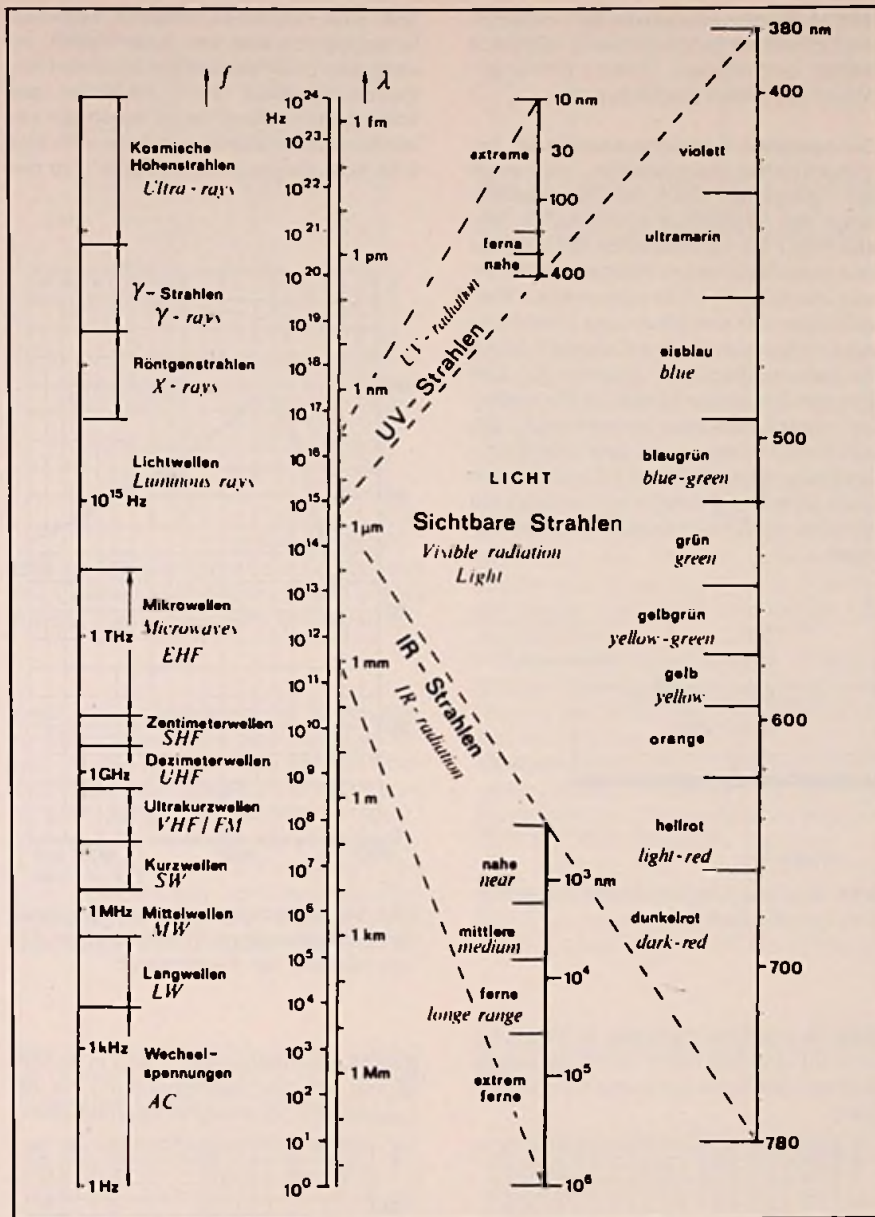 f
λ
10²⁴
Hz
10²³
10²²
10²¹
10²⁰
10¹⁹
10¹⁸
10¹⁷
10¹⁶
10¹⁵
10¹⁴
10¹³
10¹²
10¹¹
10¹⁰
10⁹
10⁸
10⁷
10⁶
10⁵
10⁴
10³
10²
10¹
10⁰
Kosmische
Höhenstrahlen
Ultra-rays
γ-Strahlen
γ-rays
Röntgenstrahlen
X-rays
Lichtwellen
Luminous rays
10¹⁵ Hz
Mikrowellen
1 THz
Microwaves
EHF
Zentimeterwellen
SHF
Dezimeterwellen
1 GHz
UHF
Ultrakurzwellen
VHF/FM
Kurzwellen
SW
1 MHz
Mittelwellen
MW
Langwellen
LW
1 kHz
Wechsel-
spannungen
AC
1 Hz
1 fm
1 pm
1 nm
1 μm
1 mm
1 m
1 km
1 Mm
10 nm
extreme
30
100
ferna
nahe
400
UV-radiation
UV-Strahlen
LICHT
Sichtbare Strahlen
Visible radiation
Light
IR-Strahlen
IR-radiation
nahe
near
10³ nm
mittlere
medium
10⁴
ferne
longe range
10⁵
extrem
ferne
10⁶
380 nm
400
violett
ultramarin
eisblau
blue
500
blaugrün
blue-green
grün
green
gelbgrün
yellow-green
gelb
yellow
600
orange
hellrot
light-red
dunkelrot
dark-red
700
780